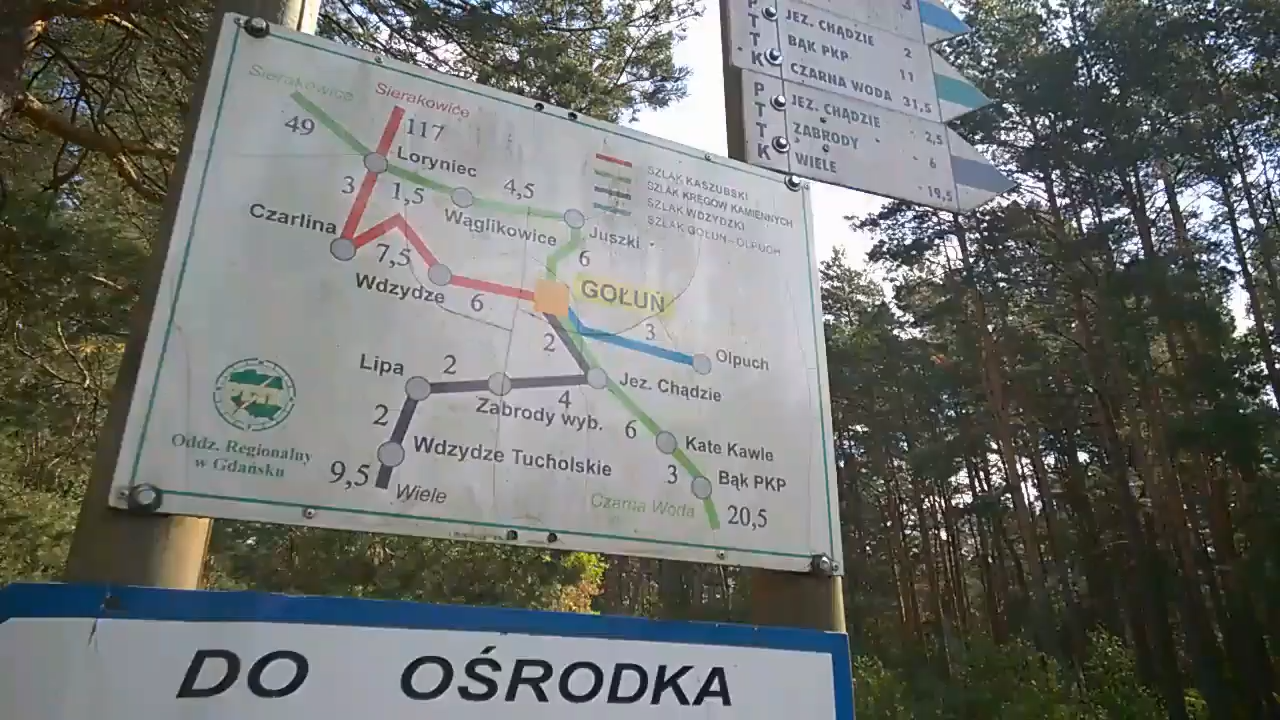 3
PTTK
JEZ. CHĄDZIE 2
BĄK PKP 11
CZARNA WODA 31,5
PTTK
JEZ. CHĄDZIE - 2,5
ZABRODY - 6
WIELE - 19,5
Sierakowice
49
Sierakowice
117
Loryniec
3
1,5
4,5
Wąglikowice
Juszki
Czarlina
7,5
6
Wdzydze
6
GOŁUŃ
SZLAK KASZUBSKI
SZLAK KRĘGÓW KAMIENNYCH
SZLAK WDZYDZKI
SZLAK GOŁUŃ - OLPUCH
2
3
Olpuch
Lipa
2
Jez. Chądzie
Zabrody wyb.
4
2
6
Kate Kawle
Wdzydze Tucholskie
3
Bąk PKP
9,5
Wiele
Czarna Woda
20,5
Oddz. Regionalny
w Gdańsku
DO OŚRODKA